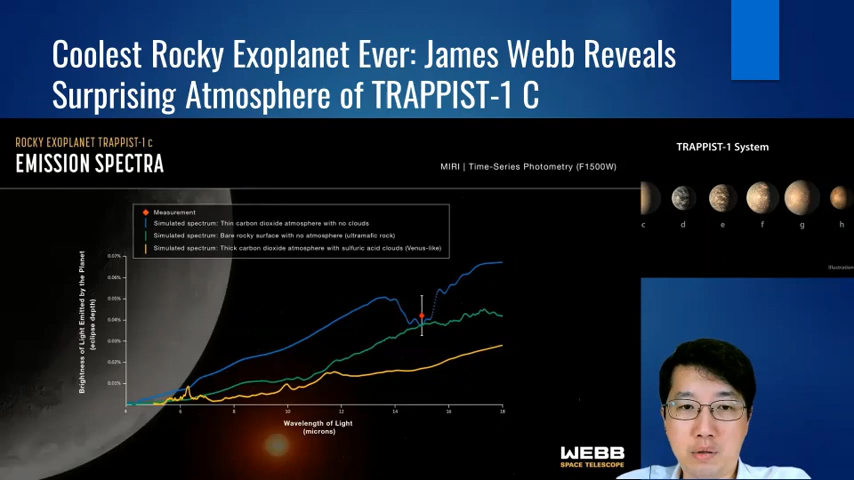 Coolest Rocky Exoplanet Ever: James Webb Reveals
Surprising Atmosphere of TRAPPIST-1 C
ROCKY EXOPLANET TRAPPIST-1 c
EMISSION SPECTRA
MIRI | Time-Series Photometry (F1500W)
TRAPPIST-1 System
c d e f g h
Illustration
Measurement
Simulated spectrum: Thin carbon dioxide atmosphere with no clouds
Simulated spectrum: Bare rocky surface with no atmosphere (ultramafic rock)
Simulated spectrum: Thick carbon dioxide atmosphere with sulfuric acid clouds (Venus-like)
Brightness of Light Emitted by the Planet
(eclipse depth)
0.07%
0.06%
0.05%
0.04%
0.03%
0.02%
0.01%
4 6 8 10 12 14 16 18
Wavelength of Light
(microns)
WEBB
SPACE TELESCOPE